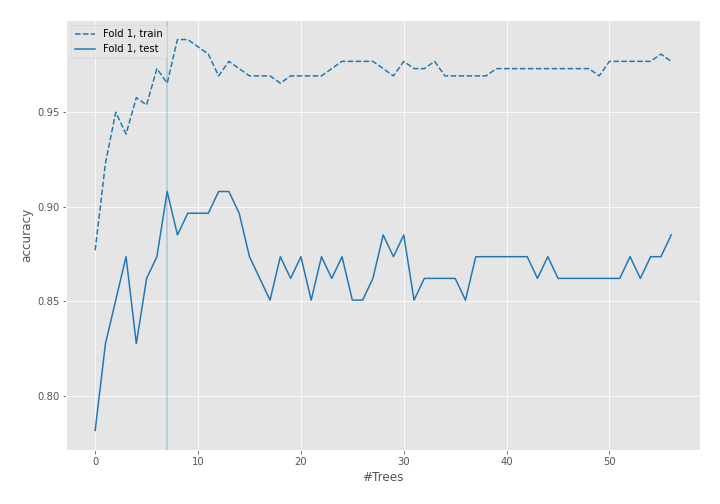 Fold 1, train
Fold 1, test
0.95
0.90
0.85
0.80
accuracy
0 10 20 30 40 50
#Trees